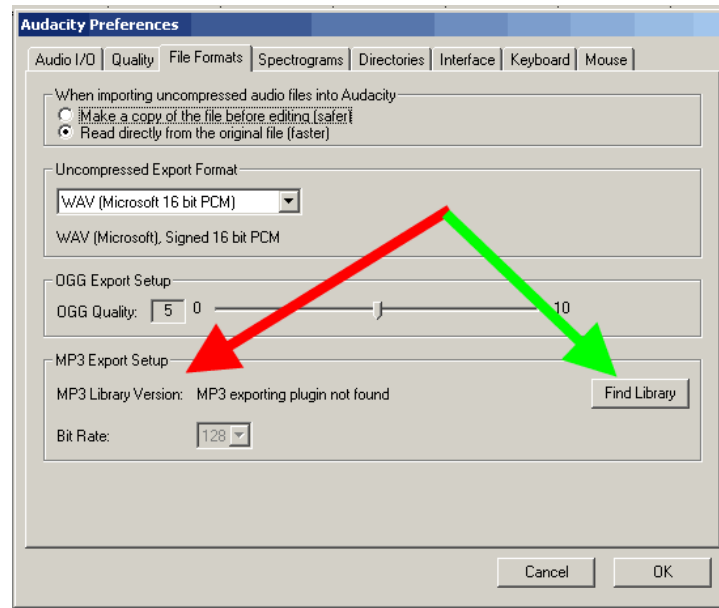 Audacity Preferences
Audio I/O Quality File Formats Spectrograms Directories Interface Keyboard Mouse
When importing uncompressed audio files into Audacity
Make a copy of the file before editing (safer)
Read directly from the original file (faster)
Uncompressed Export Format
WAV (Microsoft 16 bit PCM)
WAV (Microsoft), Signed 16 bit PCM
OGG Export Setup
OGG Quality: 5 0 10
MP3 Export Setup
MP3 Library Version: MP3 exporting plugin not found Find Library
Bit Rate: 128
Cancel OK